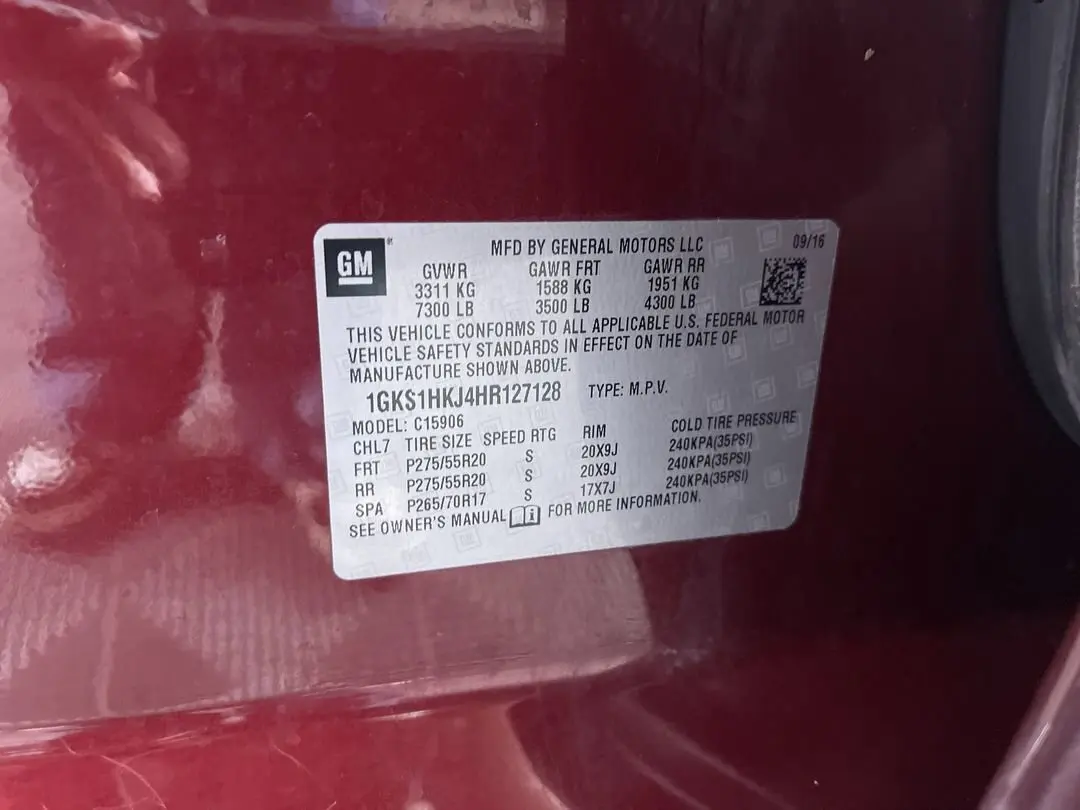 GM
MFD BY GENERAL MOTORS LLC 09/16
GVWR GAWR FRT GAWR RR
3311 KG 1588 KG 1951 KG
7300 LB 3500 LB 4300 LB
THIS VEHICLE CONFORMS TO ALL APPLICABLE U.S. FEDERAL MOTOR
VEHICLE SAFETY STANDARDS IN EFFECT ON THE DATE OF
MANUFACTURE SHOWN ABOVE.
1GKS1HKJ4HR127128 TYPE: M.P.V.
MODEL: C15906
CHL7 TIRE SIZE SPEED RTG RIM COLD TIRE PRESSURE
FRT P275/55R20 S 20X9J 240KPA(35PSI)
RR P275/55R20 S 20X9J 240KPA(35PSI)
SPA P265/70R17 S 17X7J 240KPA(35PSI)
SEE OWNER'S MANUAL FOR MORE INFORMATION.